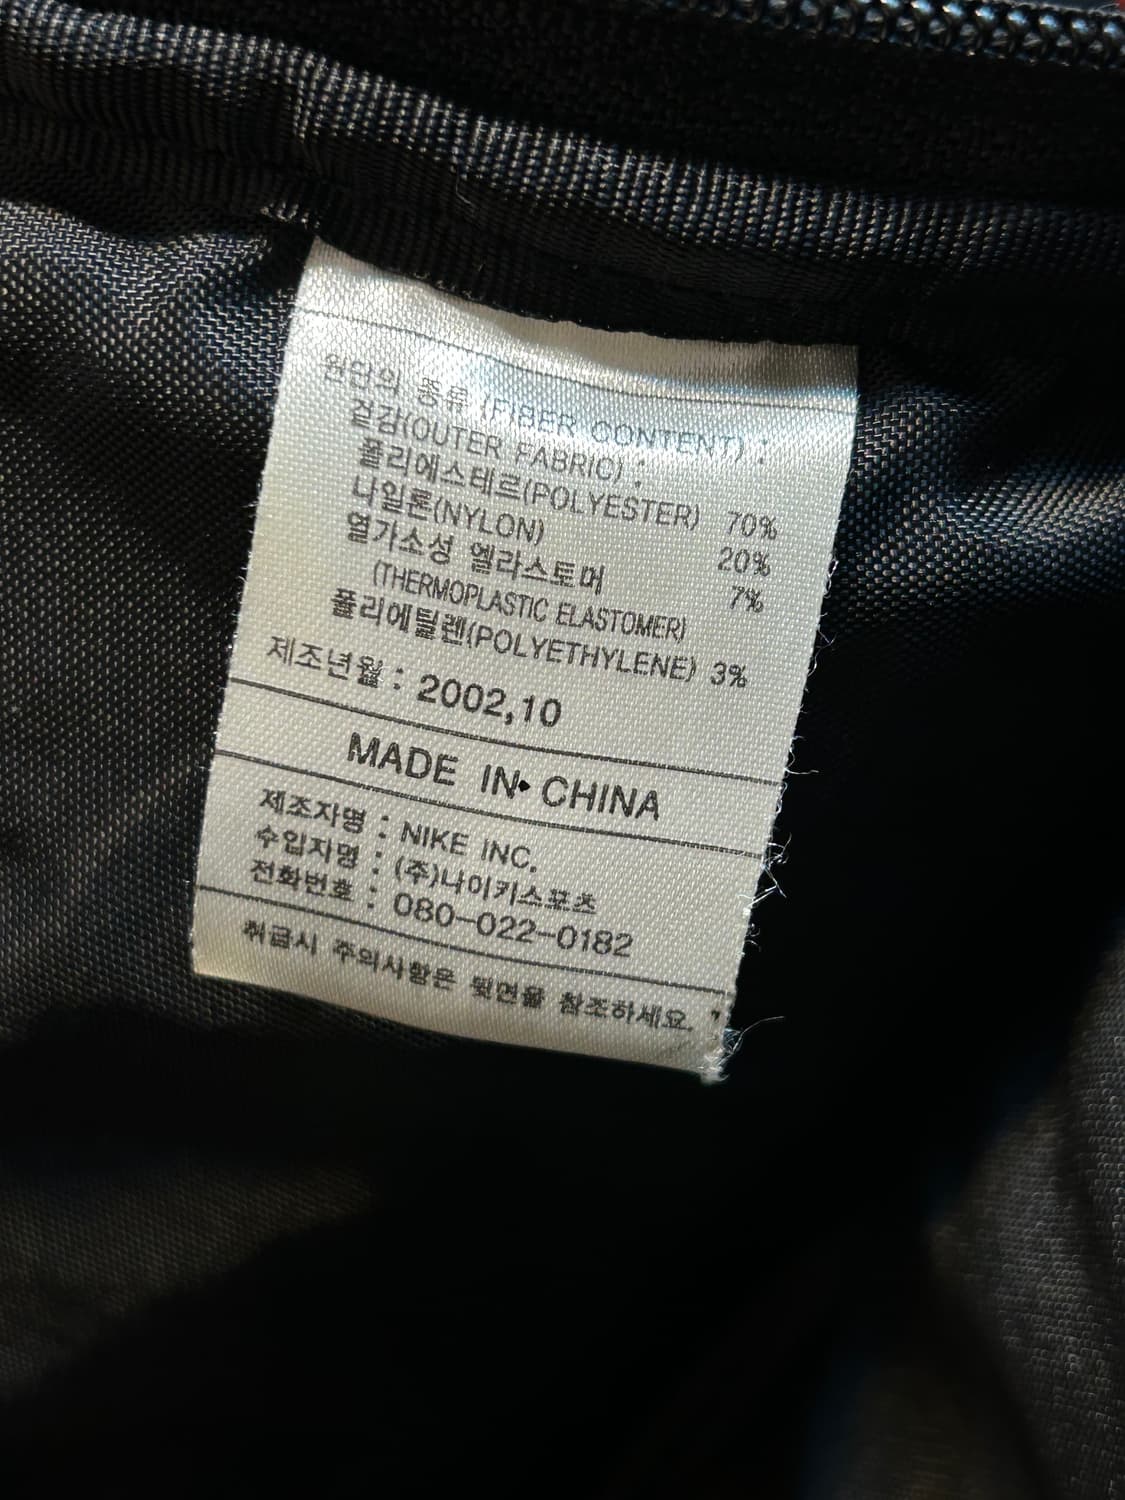 원단의 종류 (FIBER CONTENT) :
겉감(OUTER FABRIC) :
폴리에스테르(POLYESTER) 70%
나일론(NYLON) 20%
열가소성 엘라스토머 7%
(THERMOPLASTIC ELASTOMER)
폴리에틸렌(POLYETHYLENE) 3%
제조년월 : 2002,10
MADE IN CHINA
제조자명 : NIKE INC.
수입자명 : (주)나이키스포츠
전화번호 : 080-022-0182
취급시 주의사항은 뒷면을 참조하세요.